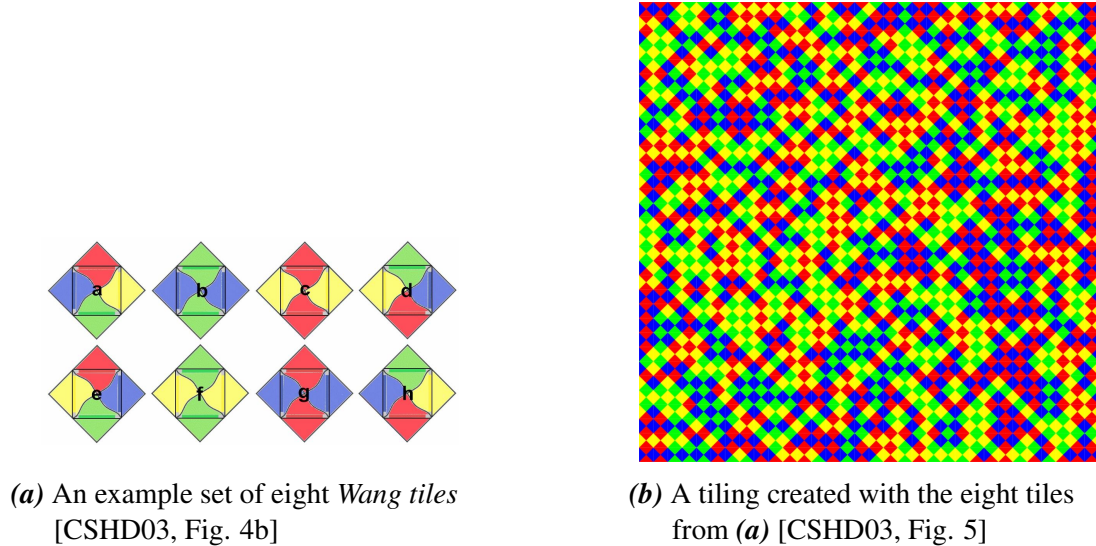 a b c d
e f g h
(a) An example set of eight Wang tiles
[CSHD03, Fig. 4b]
(b) A tiling created with the eight tiles
from (a) [CSHD03, Fig. 5]